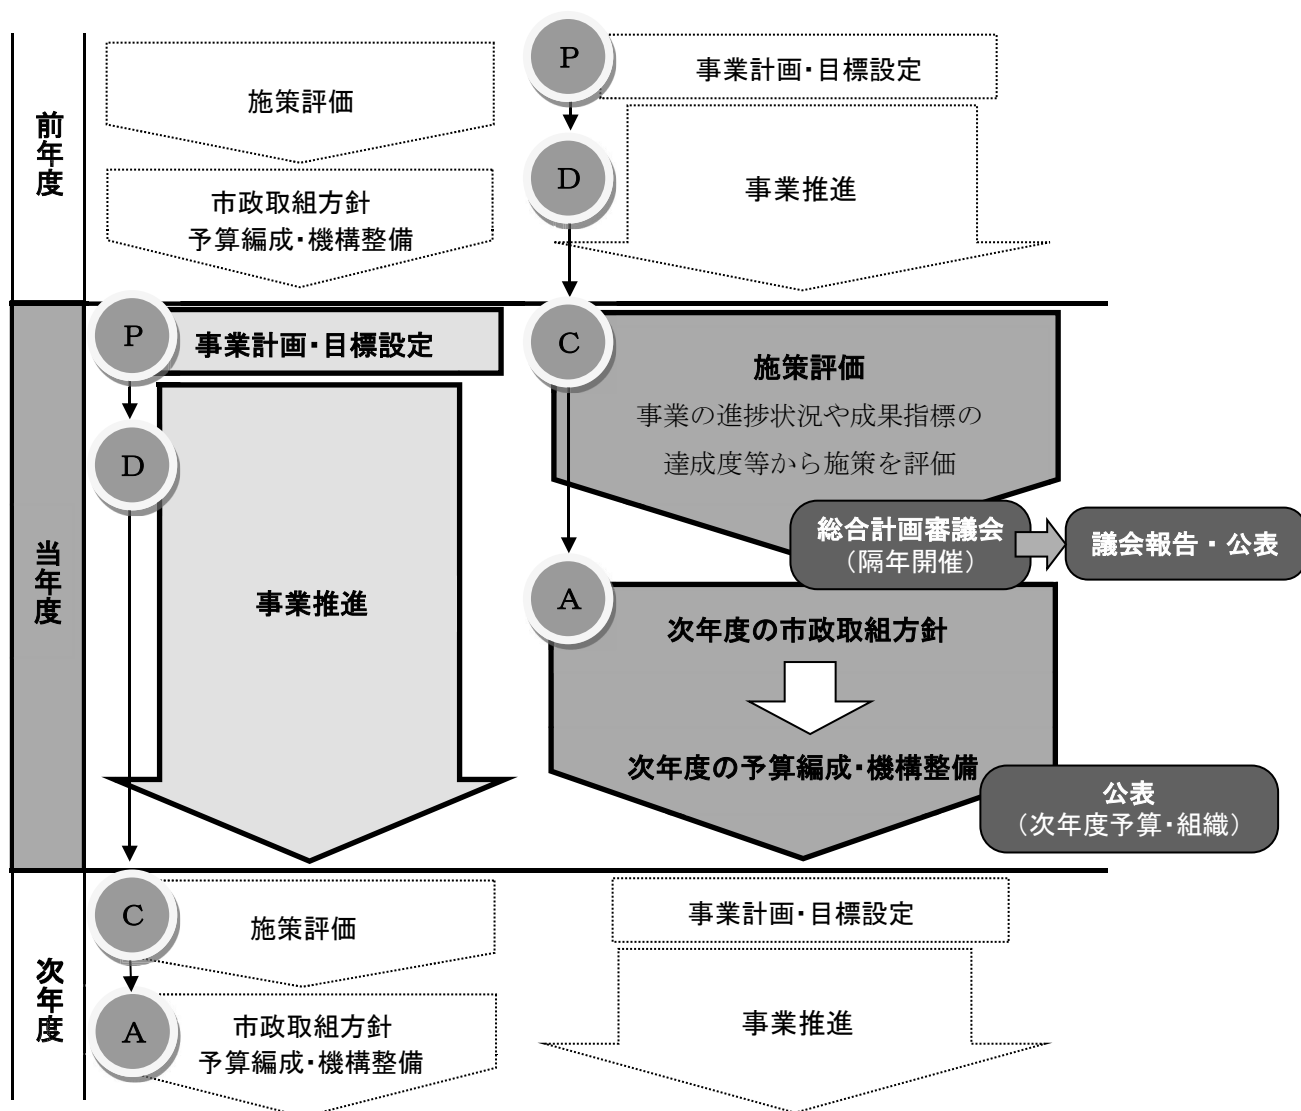 前年度
施策評価
市政取組方針
予算編成・機構整備
P
事業計画・目標設定
D
事業推進
当年度
P
事業計画・目標設定
D
事業推進
C
施策評価
事業の進捗状況や成果指標の
達成度等から施策を評価
総合計画審議会
（隔年開催）
議会報告・公表
A
次年度の市政取組方針
次年度の予算編成・機構整備
公表
（次年度予算・組織）
次年度
C
施策評価
A
市政取組方針
予算編成・機構整備
事業計画・目標設定
事業推進